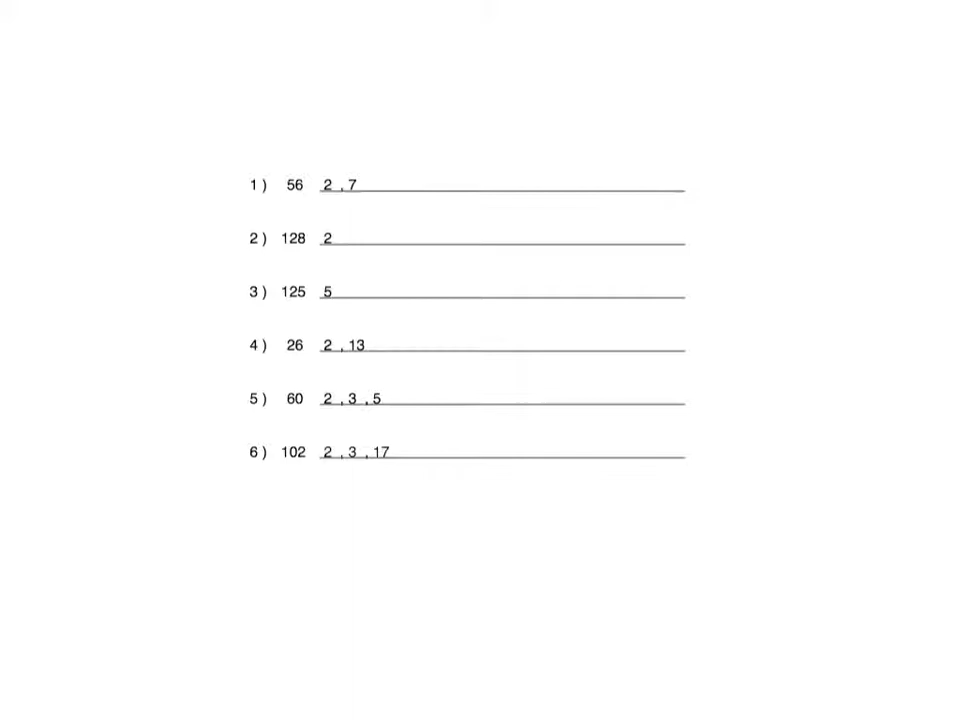 1) 56 2 , 7
2) 128 2
3) 125 5
4) 26 2 , 13
5) 60 2 , 3 , 5
6) 102 2 , 3 , 17